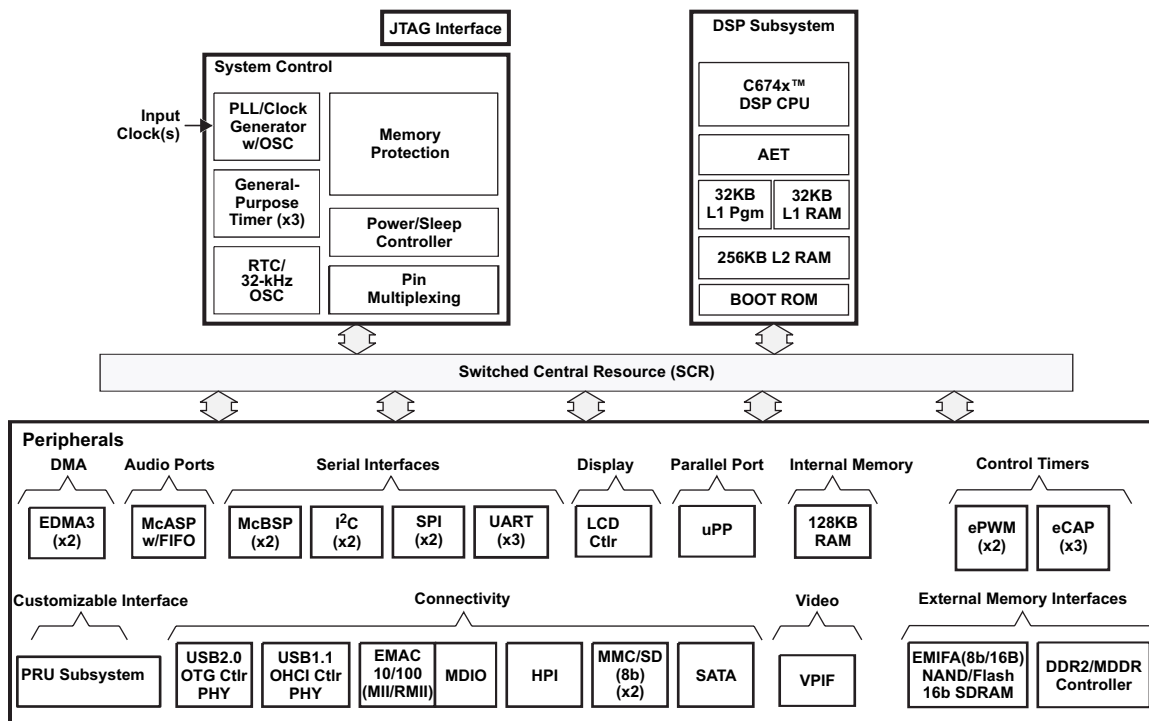 JTAG Interface
System Control
Input
Clock(s)
PLL/Clock
Generator
w/OSC
General-
Purpose
Timer (x3)
RTC/
32-kHz
OSC
Memory
Protection
Power/Sleep
Controller
Pin
Multiplexing
DSP Subsystem
C674x™
DSP CPU
AET
32KB
L1 Pgm
32KB
L1 RAM
256KB L2 RAM
BOOT ROM
Switched Central Resource (SCR)
Peripherals
DMA
EDMA3
(x2)
Audio Ports
McASP
w/FIFO
Serial Interfaces
McBSP
(x2)
I²C
(x2)
SPI
(x2)
UART
(x3)
Display
LCD
Ctlr
Parallel Port
uPP
Internal Memory
128KB
RAM
Control Timers
ePWM
(x2)
eCAP
(x3)
Customizable Interface
PRU Subsystem
Connectivity
USB2.0
OTG Ctlr
PHY
USB1.1
OHCI Ctlr
PHY
EMAC
10/100
(MII/RMII)
MDIO
HPI
MMC/SD
(8b)
(x2)
SATA
Video
VPIF
External Memory Interfaces
EMIFA(8b/16B)
NAND/Flash
16b SDRAM
DDR2/MDDR
Controller